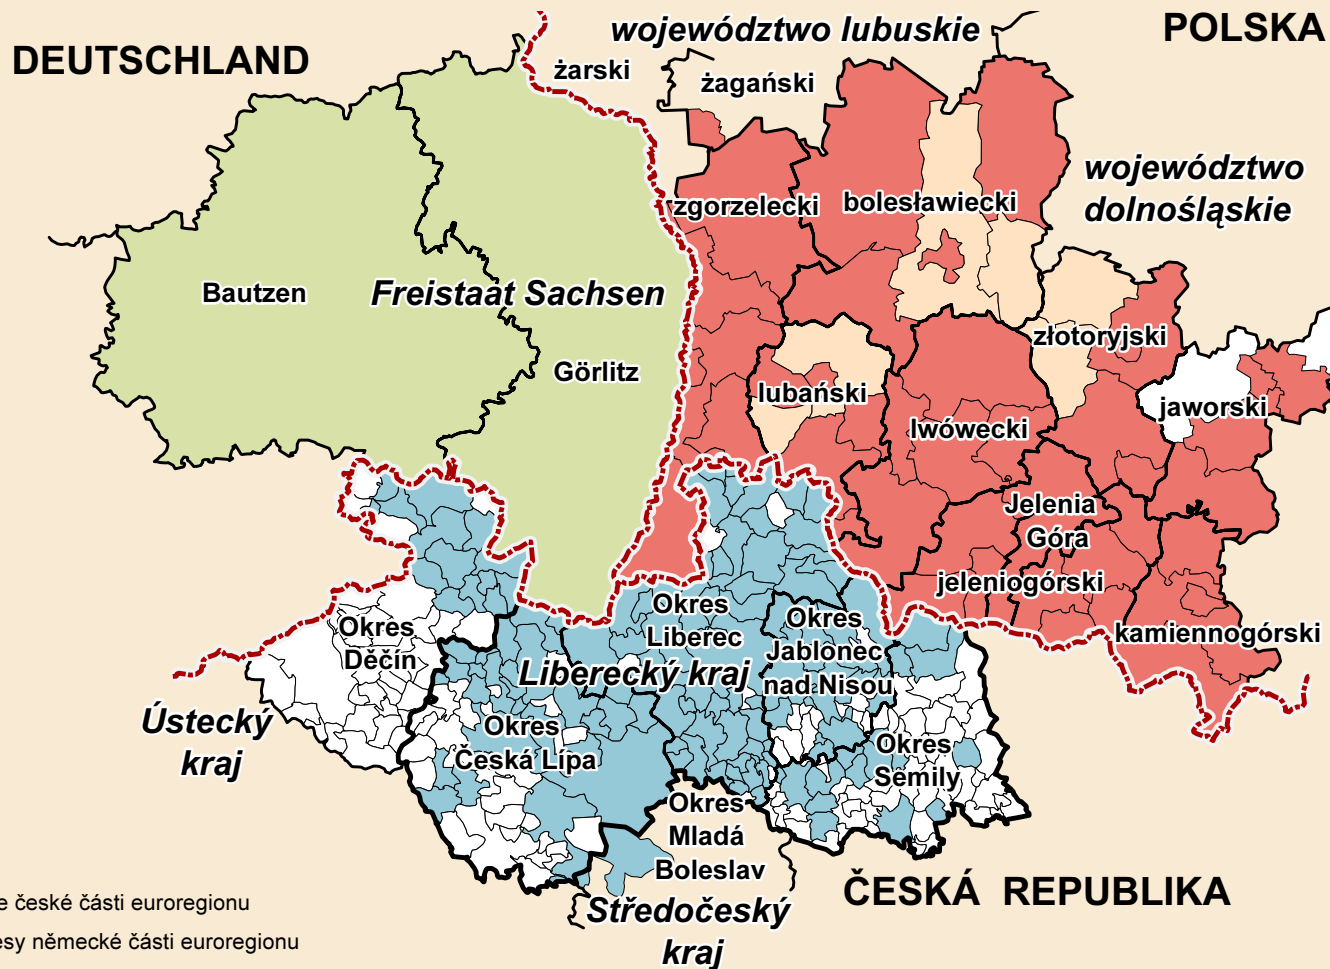 DEUTSCHLAND
województwo lubuskie
POLSKA
żarski
żagański
województwo
dolnośląskie
zgorzelecki
bolesławiecki
Bautzen
Freistaat Sachsen
złotoryjski
Görlitz
lubański
jaworski
lwówecki
Jelenia
Góra
jeleniogórski
kamiennogórski
Okres
Děčín
Okres
Liberec
Okres
Jablonec
nad Nisou
Liberecký kraj
Ústecký
kraj
Okres
Česká Lípa
Okres
Semily
Okres
Mladá
Boleslav
Středočeský
kraj
ČESKÁ REPUBLIKA
české části euroregionu
německé části euroregionu